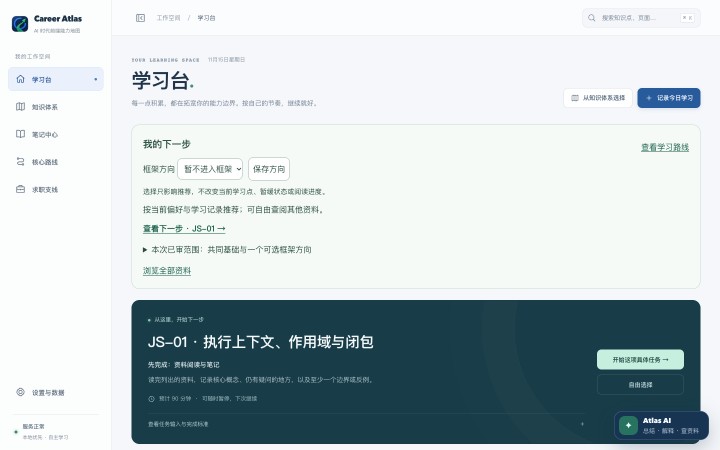 Career Atlas
AI 时代前端能力地图
工作空间 / 学习台
搜索知识点、页面…
⌘ K
我的工作空间
学习台
知识体系
笔记中心
核心路线
求职支线
设置与数据
服务正常
本地优先 · 自主学习
YOUR LEARNING SPACE
学习台.
每一点积累，都在拓宽你的能力边界。按自己的节奏，继续就好。
从知识体系选择
记录今日学习
我的下一步
查看学习路线
框架方向 暂不进入框架 保存方向
选择只影响推荐，不改变当前学习点、暂缓状态或阅读进度。
按当前偏好与学习记录推荐；可自由查阅其他资料。
查看下一步 · JS-01 →
本次已审范围：共同基础与一个可选框架方向
浏览全部资料
从这里，开始下一步
JS-01 · 执行上下文、作用域与闭包
先完成：资料阅读与笔记
读完列出的资料，记录核心概念、仍有疑问的地方，以及至少一个边界或反例。
预计 90 分钟 · 可随时暂停，下次继续
查看任务输入与完成标准
开始这项具体任务 →
自由选择
Atlas AI
总结 · 解释 · 查资料